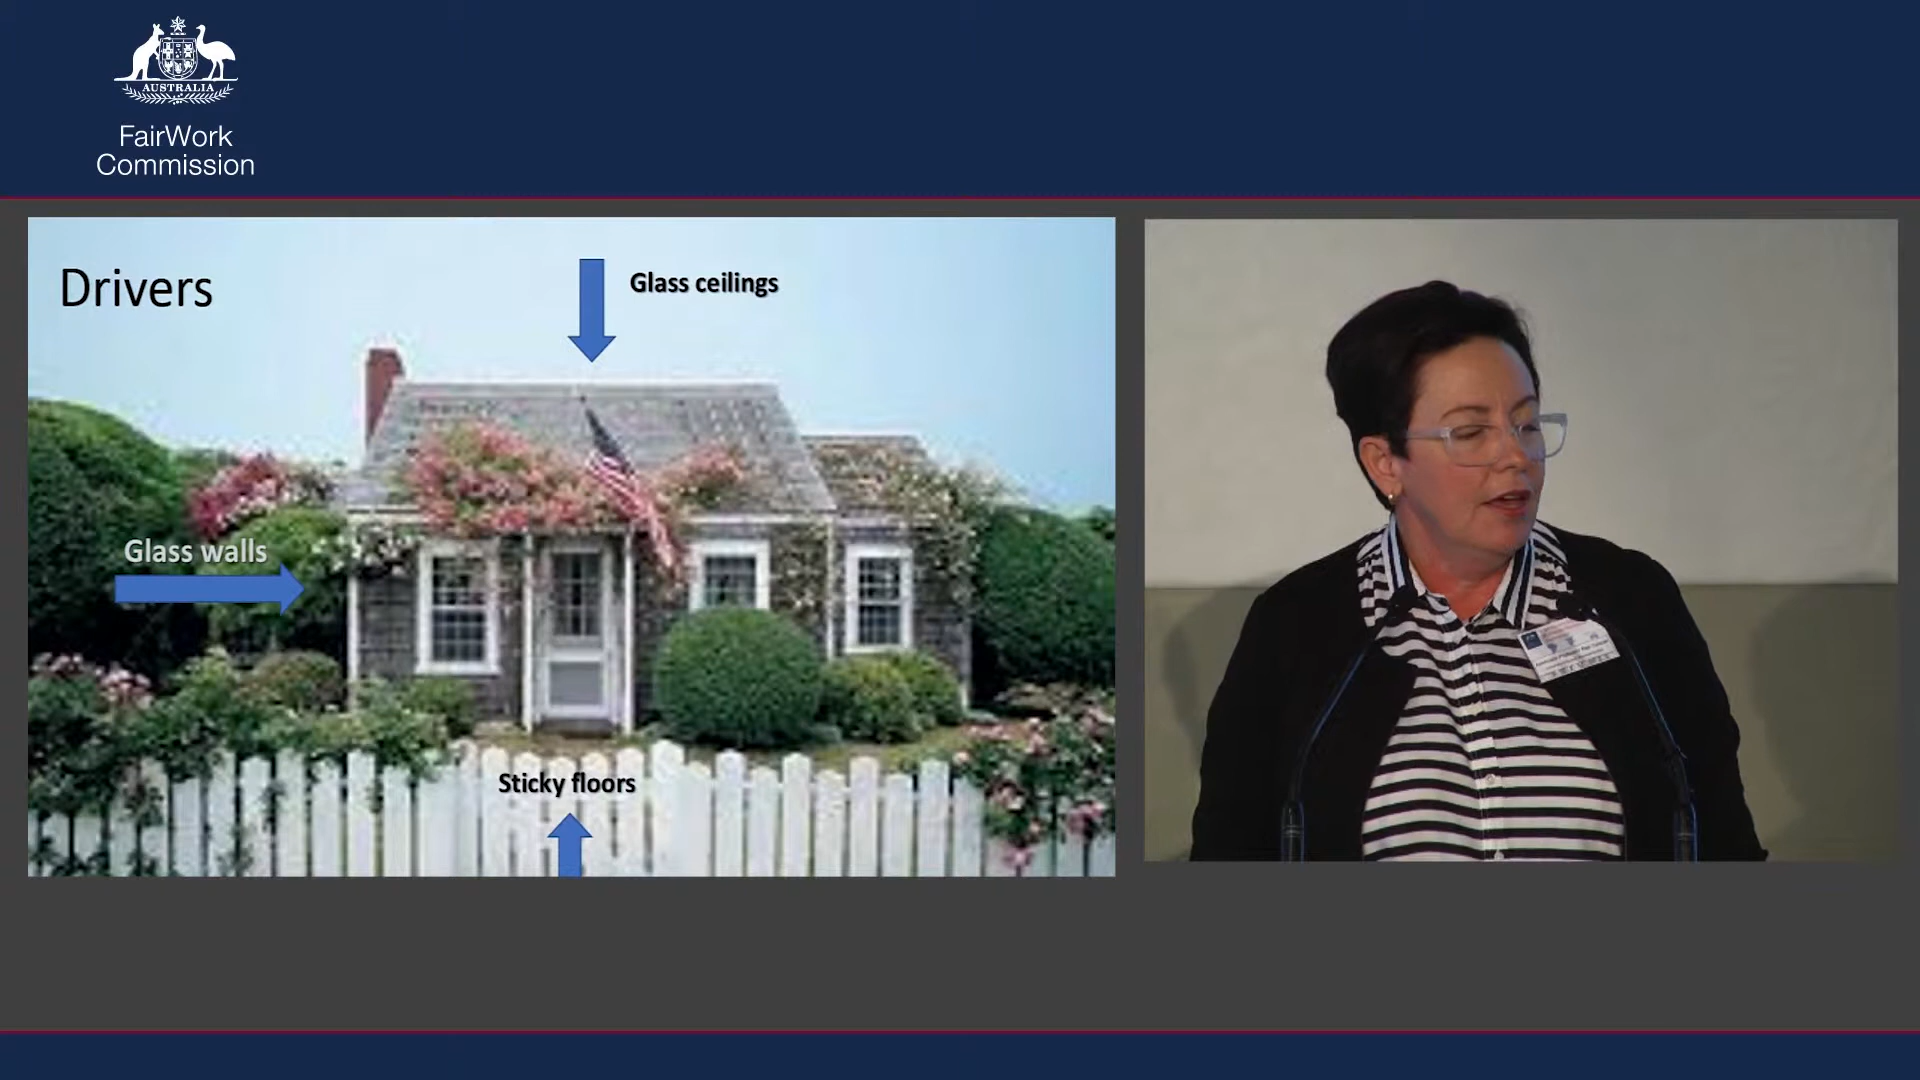 AUSTRALIA
FairWork
Commission
Drivers
Glass ceilings
Glass walls
Sticky floors